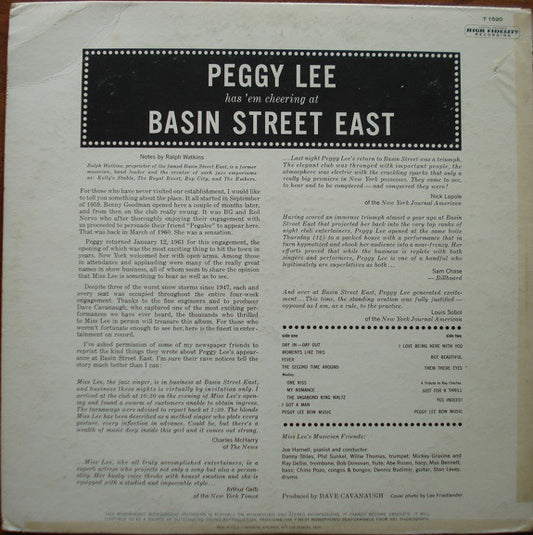 T 1520
HIGH FIDELITY
RECORDING
PEGGY LEE
has 'em cheering at
BASIN STREET EAST
Notes by Ralph Watkins
Ralph Watkins, proprietor of the famed Basin Street East, is a former
musician, band leader and the creator of such jazz emporiums
as: Kelly's Stable, The Royal Roost, Bop City, and The Embers.
For those who have never visited our establishment, I would like
to tell you something about the place. It all started in September
of 1959. Benny Goodman opened here a couple of months later,
and from then on the club really swung. It was BG and Red
Norvo who after thoroughly enjoying their engagement with
us proceeded to persuade their friend "Pegalee" to appear here.
That was back in March of 1960. She was a sensation.
Peggy returned January 12, 1961 for this engagement, the
opening of which was the most exciting thing to hit the town in
years. New York welcomed her with open arms. Among those
in attendance and applauding were many of the really great
names in show business, all of whom seem to share the opinion
that Miss Lee is something to hear as well as to see.
Despite three of the worst snow storms since 1947, each and
every seat was occupied throughout the entire four-week
engagement. Thanks to the fine engineers and to producer
Dave Cavanaugh, who captured one of the most exciting per-
formances we have ever heard, the thousands who thrilled
to Miss Lee in person will treasure this album. For those who
weren't fortunate enough to see her, here is the finest in enter-
tainment on record.
I've asked permission of some of my newspaper friends to
reprint the kind things they wrote about Peggy Lee's appear-
ance at Basin Street East. I'm sure their rave notices tell the
story much better than I can:
Miss Lee, the jazz singer, is in business at Basin Street East,
and business these nights is virtually by invitation only. I
arrived at the club at 10:30 on the evening of Miss Lee's open-
ing and found a swarm of customers unable to obtain ingress.
The turnaways were advised to report back at 1:30. The blonde
Miss Lee has been described as a method singer who plots every
gesture, every inflection in advance. Could be, but there's a
wealth of music deep inside this girl and it comes out strong.
Charles McHarry
of The News
Miss Lee, like all truly accomplished entertainers, is a
superb actress who projects not only a song but also a person-
ality. Her husky voice throbs with honest emotion and she is
equipped with a studied and impeccable style...
Arthur Gelb
of the New York Times
...Last night Peggy Lee's return to Basin Street was a triumph.
The elegant club was thronged with important people, the
atmosphere was electric with the crackling sparks that only a
really big premiere in New York possesses. They came to see,
to hear and to be conquered — and conquered they were!
Nick Lapole
of the New York Journal American
Having scored an immense triumph almost a year ago at Basin
Street East that projected her back into the very top ranks of
night club entertainers, Peggy Lee opened at the same boite
Thursday (12) to a packed house with a performance that in
turn hypnotized and shook her audience into a near-frenzy. Her
efforts proved that while the business is replete with both
singers and performers, Peggy Lee is one of a handful who
legitimately are superlatives as both...
Sam Chase
—Billboard
And over at Basin Street East, Peggy Lee generated excite-
ment... This time, the standing ovation was fully justified—
opposed as I am, as a rule, to the practice.
Louis Sobol
of the New York Journal American
SIDE ONE
DAY IN—DAY OUT
MOMENTS LIKE THIS
FEVER
THE SECOND TIME AROUND
Medley
ONE KISS
MY ROMANCE
THE VAGABOND KING WALTZ
I GOT A MAN
PEGGY LEE BOW MUSIC
SIDE TWO
I LOVE BEING HERE WITH YOU
BUT BEAUTIFUL
THEM THERE EYES
A Tribute to Ray Charles
JUST FOR A THRILL
YES INDEED!
PEGGY LEE BOW MUSIC
Miss Lee's Musician Friends:
Joe Harnell, pianist and conductor.
Danny Stiles, Phil Sunkel, Willie Thomas, trumpet; Mickey Gravine and
Ray DeSio, trombone; Bob Donovan, flute; Abe Rosen, harp; Max Bennett,
bass; Chino Pozo, congas & bongos; Dennis Budimir, guitar; Stan Levey,
drums.
Produced by DAVE CAVANAUGH
Cover photo by Lee Friedlander